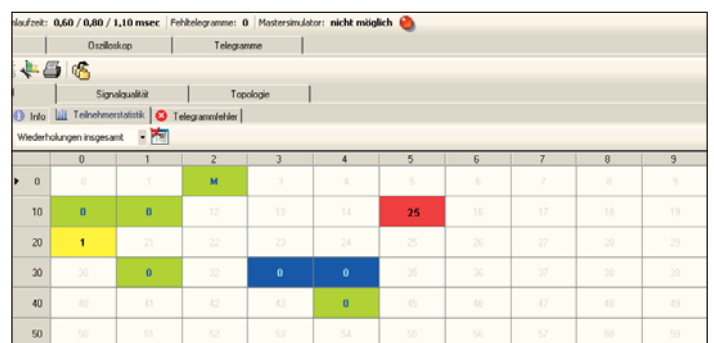 nlaufzeit: 0,60 / 0,80 / 1,10 msec Fehltelegramme: 0 Mastersimulator: nicht möglich
Oszilloskop Telegramme
Signalqualität Topologie
Info Teilnehmerstatistik Telegrammfehler
Wiederholungen insgesamt
0 1 2 3 4 5 6 7 8 9
0 0 1 M 3 4 5 6 7 8 9
10 0 0 12 13 14 25 16 17 18 19
20 1 21 22 23 24 25 26 27 28 29
30 30 0 32 0 0 35 36 37 38 39
40 40 41 42 43 0 45 46 47 48 49
50 50 51 52 53 54 55 56 57 58 59